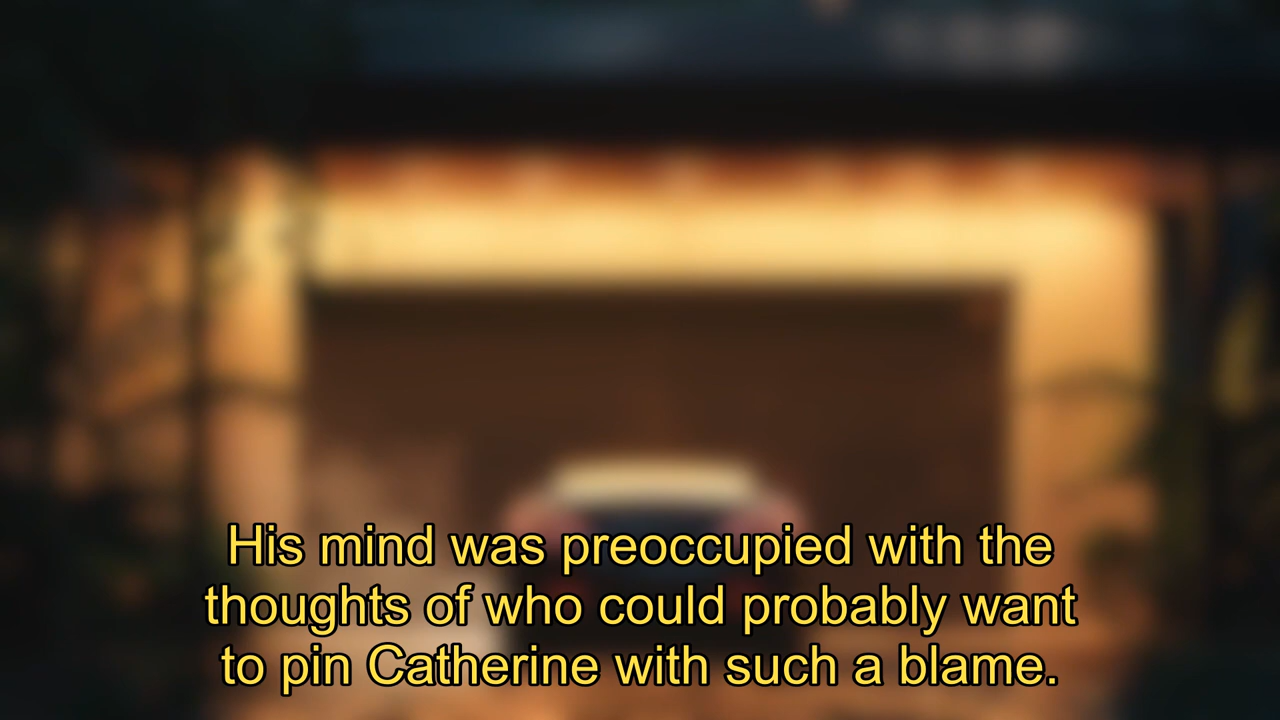 His mind was preoccupied with the
thoughts of who could probably want
to pin Catherine with such a blame.